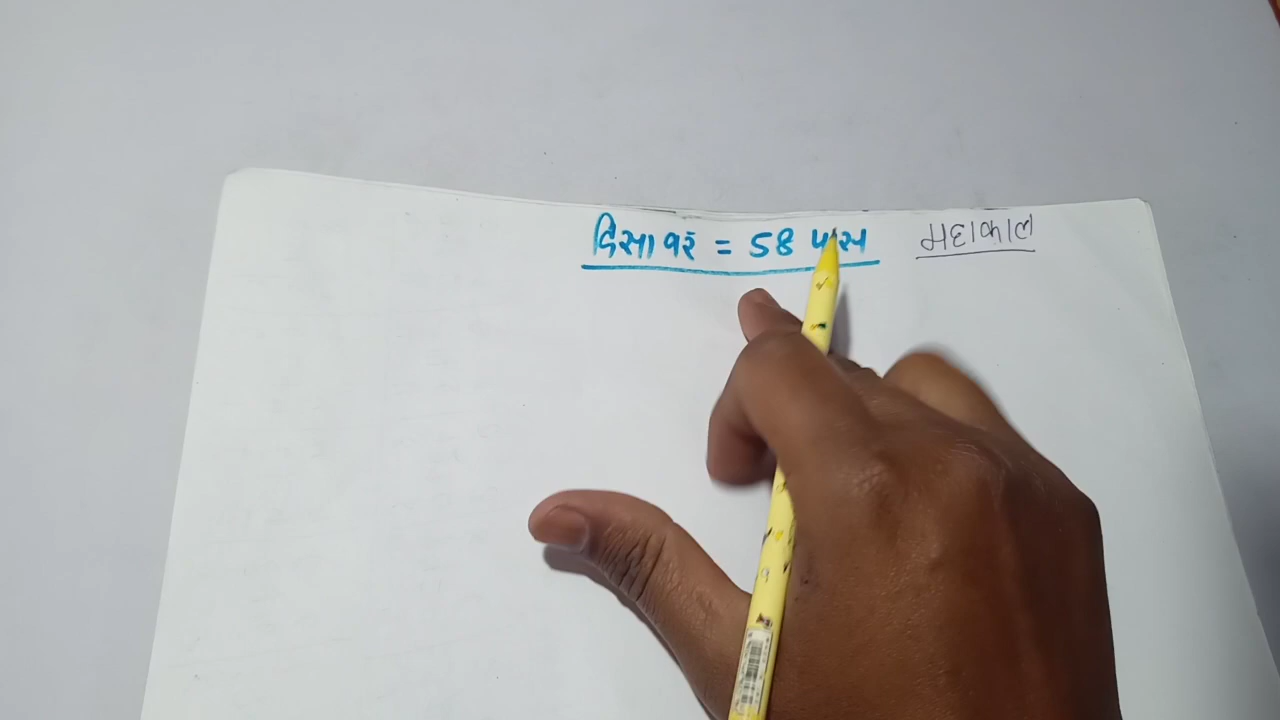 दिसावर = 58 पास महाकाल